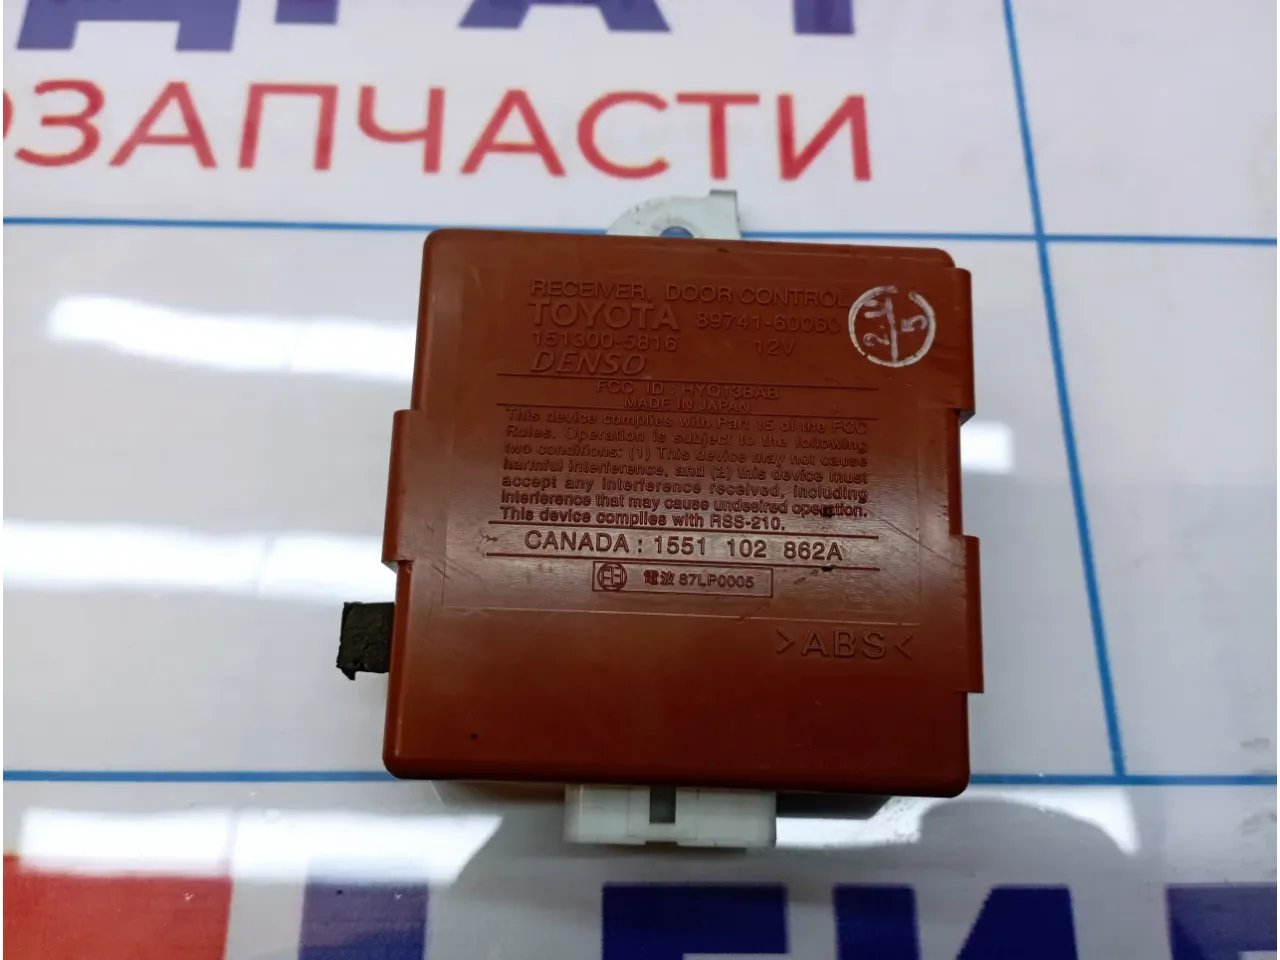 ОЗАПЧАСТИ
RECEIVER, DOOR CONTROL
TOYOTA 89741-60060
151300-5816 12V
DENSO
FCC ID : HYQ13BAB
MADE IN JAPAN
This device complies with Part 15 of the FCC
Rules. Operation is subject to the following
two conditions: (1) This device may not cause
harmful interference, and (2) this device must
accept any interference received, including
interference that may cause undesired operation.
This device complies with RSS-210.
CANADA : 1551 102 862A
電波 87LP0005
>ABS<